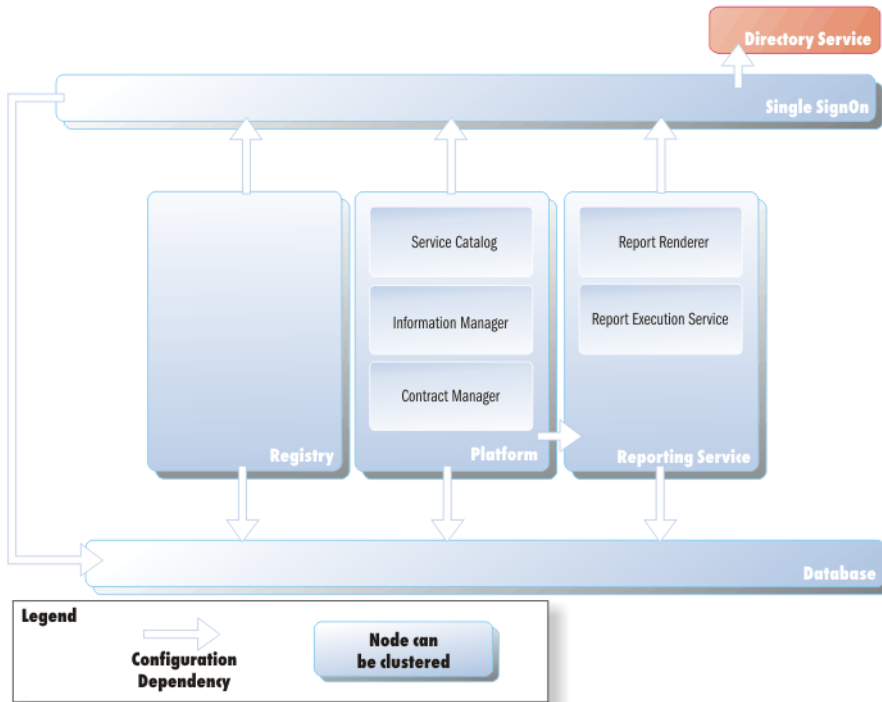 Directory Service
Single SignOn
Service Catalog
Information Manager
Contract Manager
Report Renderer
Report Execution Service
Registry
Platform
Reporting Service
Database
Legend
Configuration
Dependency
Node can
be clustered